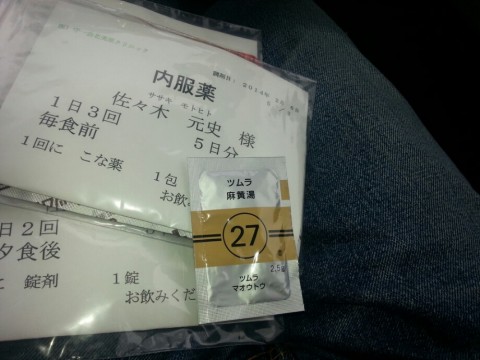 内服薬
ササキ モトヒト
佐々木 元史 様
1日3回 5日分
毎食前
1回に こな薬 1包
お飲み
日2回
夕食後
に 錠剤 1錠
お飲みくだ
ツムラ
麻黄湯
27
2.5g
ツムラ
マオウトウ